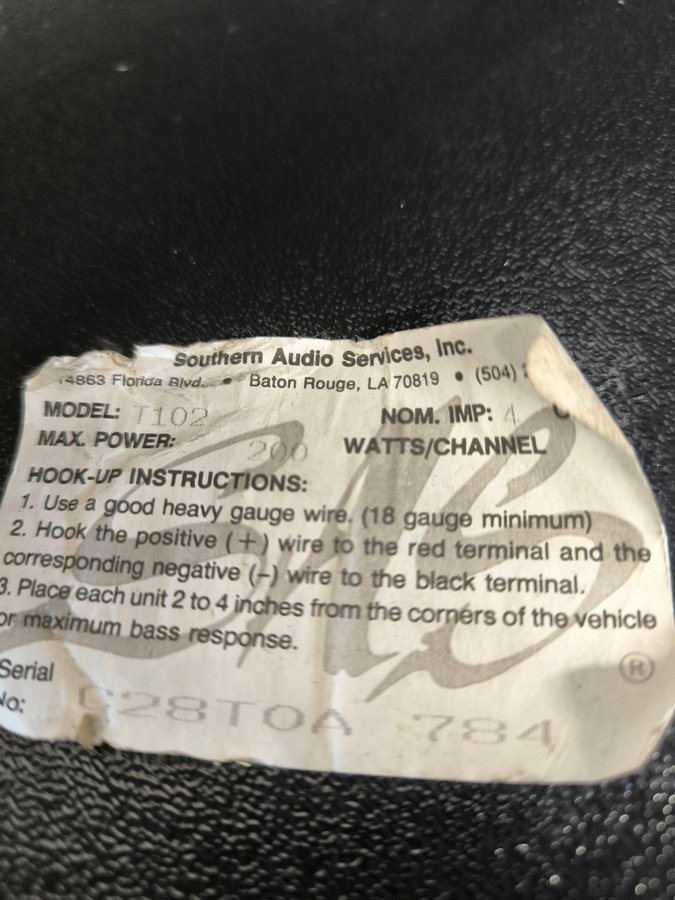 Southern Audio Services, Inc.
14863 Florida Blvd. • Baton Rouge, LA 70819 • (504)
MODEL: T102 NOM. IMP: 4
MAX. POWER: 200 WATTS/CHANNEL
HOOK-UP INSTRUCTIONS:
1. Use a good heavy gauge wire. (18 gauge minimum)
2. Hook the positive (+) wire to the red terminal and the
corresponding negative (–) wire to the black terminal.
3. Place each unit 2 to 4 inches from the corners of the vehicle
or maximum bass response.
SAS ®
Serial
No: C28TOA 784